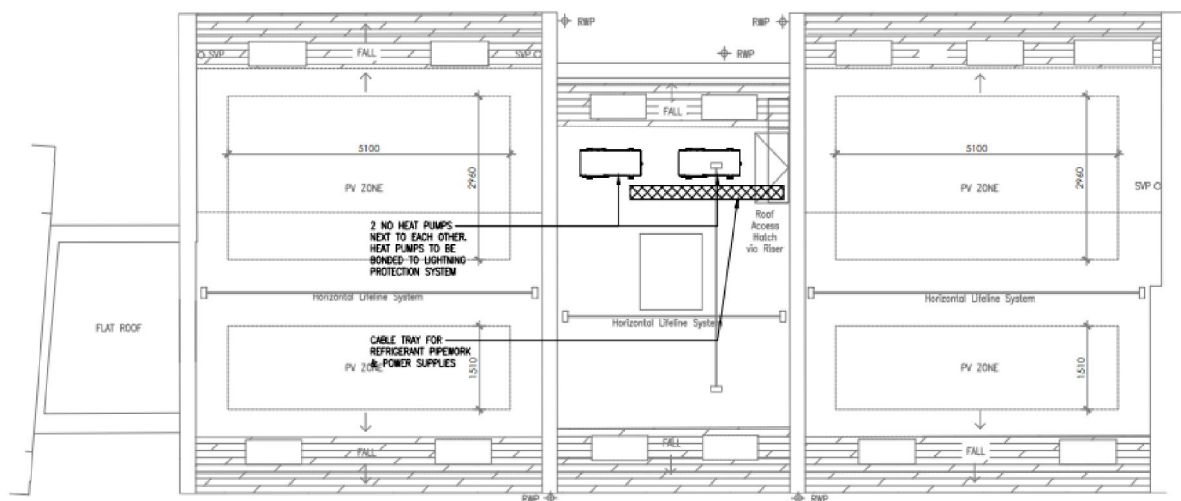 RWP
RWP
RWP
SVP
FALL
SVP
FALL
5100
2960
PV ZONE
5100
2960
PV ZONE
SVP
2 NO HEAT PUMPS
NEXT TO EACH OTHER.
HEAT PUMPS TO BE
BONDED TO LIGHTNING
PROTECTION SYSTEM
Roof
Access
Hatch
via Riser
Horizontal Lifeline System
Horizontal Lifeline System
Horizontal Lifeline System
FLAT ROOF
CABLE TRAY FOR
REFRIGERANT PIPEWORK
& POWER SUPPLIES
PV ZONE
1510
PV ZONE
1510
FALL
FALL
FALL
RWP
RWP